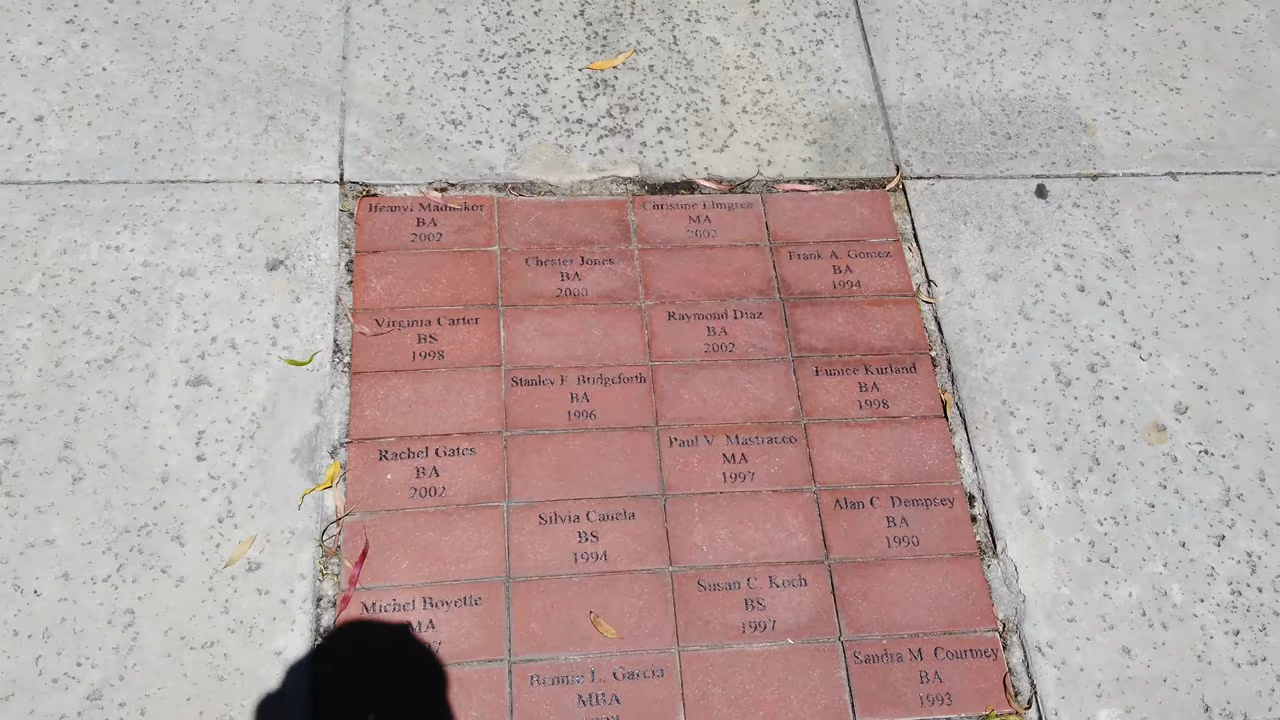 Ifeanyi Maduakor
BA
2002
Christine Elmgren
MA
2002
Chester Jones
BA
2000
Frank A. Gomez
BA
1994
Virginia Carter
BS
1998
Raymond Diaz
BA
2002
Stanley F. Bridgeforth
BA
1996
Eunice Kurland
BA
1998
Rachel Gates
BA
2002
Paul V. Mastracco
MA
1997
Silvia Canela
BS
1994
Alan C. Dempsey
BA
1990
Michel Boyette
MA
Susan C. Koch
BS
1997
Bennie L. Garcia
MBA
Sandra M. Courtney
BA
1993